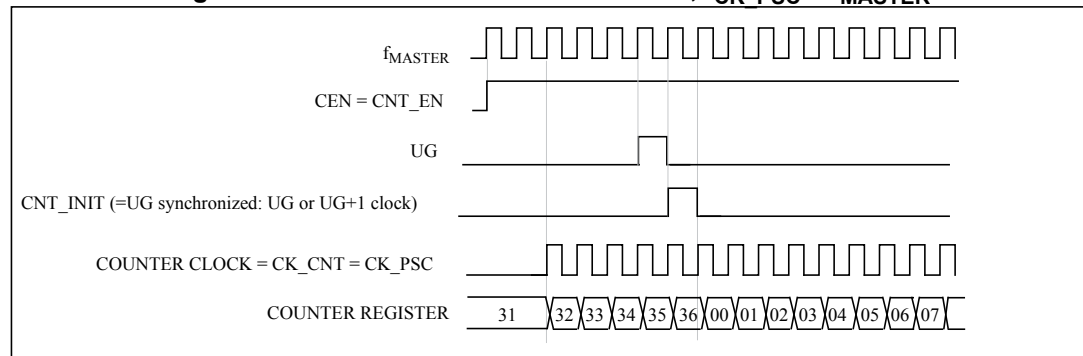 fMASTER
CEN = CNT_EN
UG
CNT_INIT (=UG synchronized: UG or UG+1 clock)
COUNTER CLOCK = CK_CNT = CK_PSC
COUNTER REGISTER 31 32 33 34 35 36 00 01 02 03 04 05 06 07